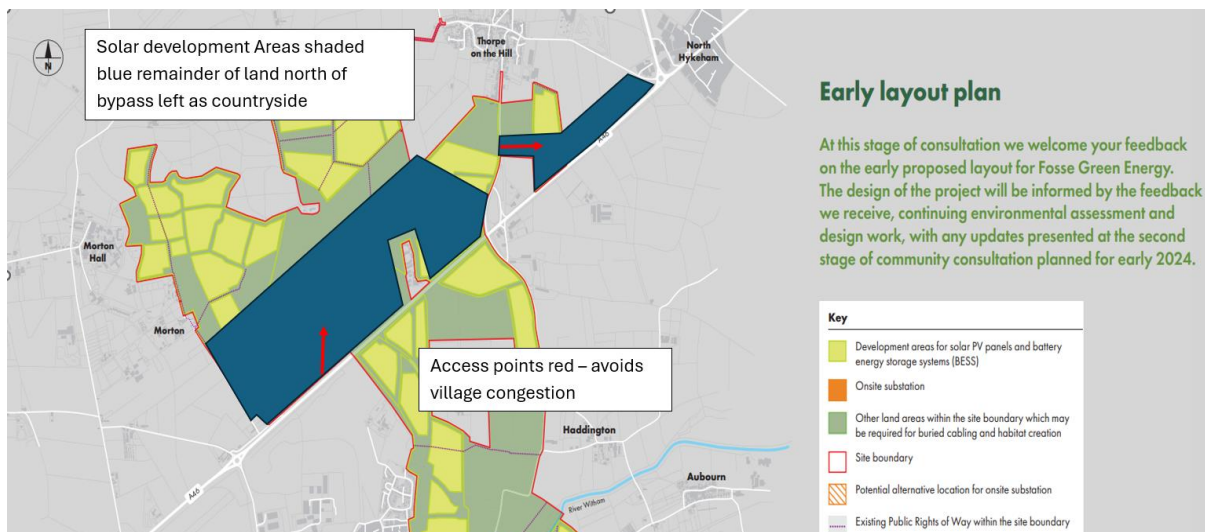 Solar development Areas shaded
blue remainder of land north of
bypass left as countryside
N
Thorpe
on the Hill
North
Hykeham
A46
Morton
Hall
Morton
Access points red – avoids
village congestion
Haddington
Aubourn
River Witham
A46
Early layout plan
At this stage of consultation we welcome your feedback
on the early proposed layout for Fosse Green Energy.
The design of the project will be informed by the feedback
we receive, continuing environmental assessment and
design work, with any updates presented at the second
stage of community consultation planned for early 2024.
Key
Development areas for solar PV panels and battery
energy storage systems (BESS)
Onsite substation
Other land areas within the site boundary which may
be required for buried cabling and habitat creation
Site boundary
Potential alternative location for onsite substation
Existing Public Rights of Way within the site boundary